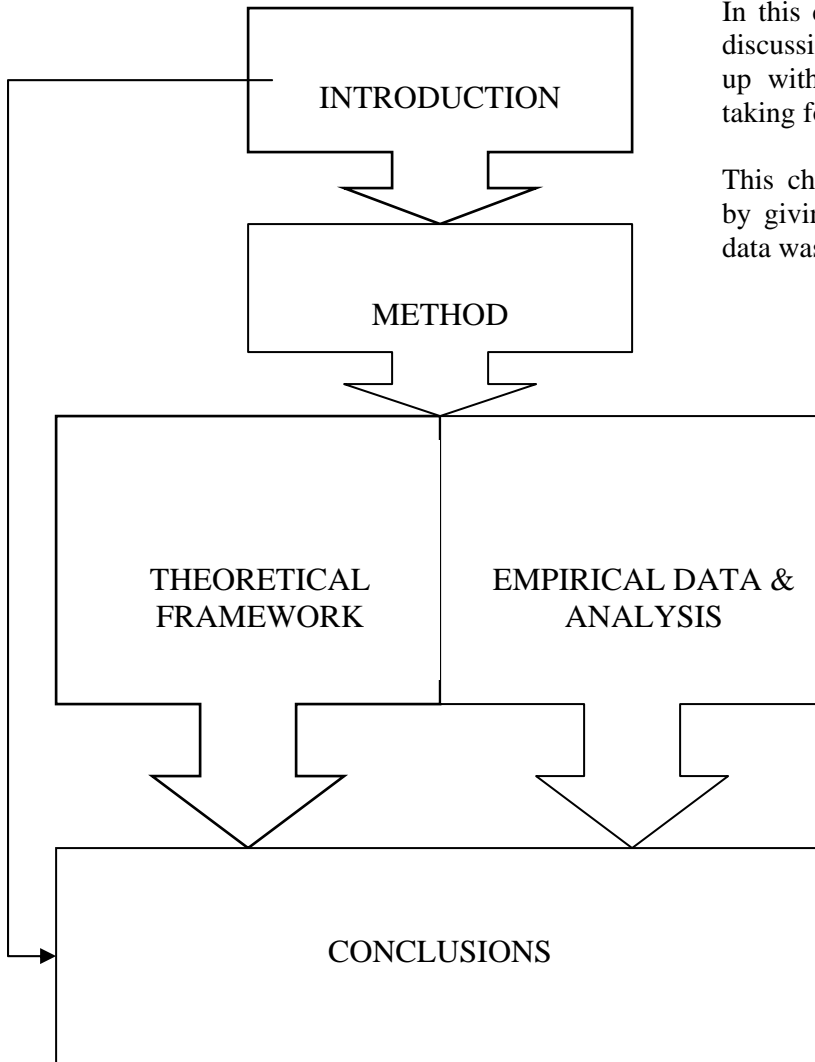 INTRODUCTION
In this c
discussi
up with
taking fo
This ch
by givin
data was
METHOD
THEORETICAL
FRAMEWORK
EMPIRICAL DATA &
ANALYSIS
CONCLUSIONS